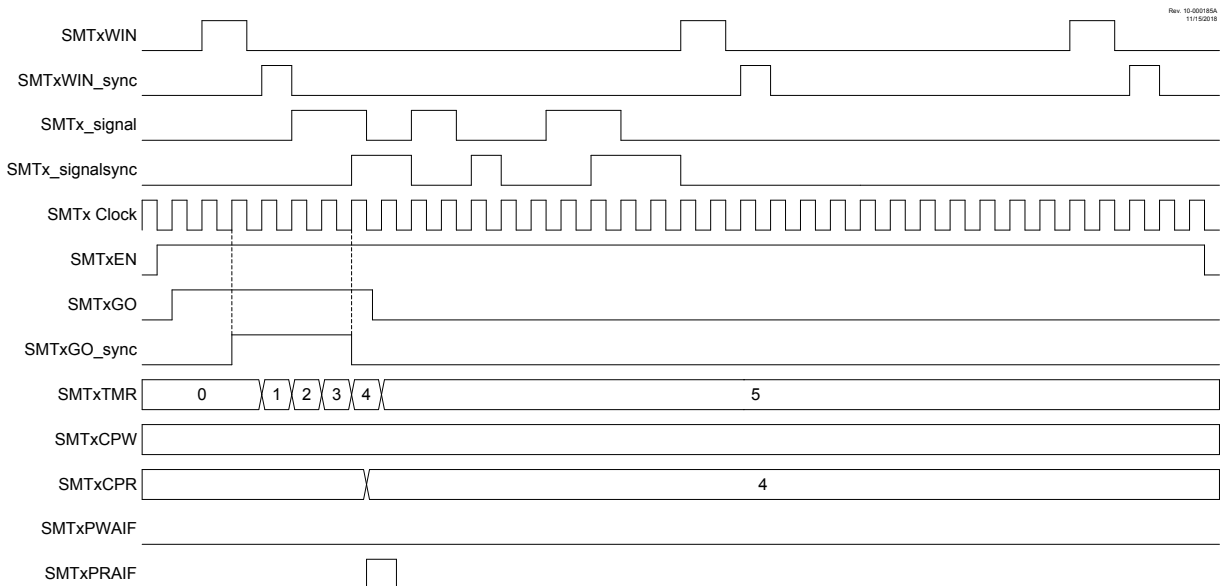 Rev. 10-000185A
11/15/2018
SMTxWIN
SMTxWIN_sync
SMTx_signal
SMTx_signalsync
SMTx Clock
SMTxEN
SMTxGO
SMTxGO_sync
SMTxTMR 0 1 2 3 4 5
SMTxCPW
SMTxCPR 4
SMTxPWAIF
SMTxPRAIF